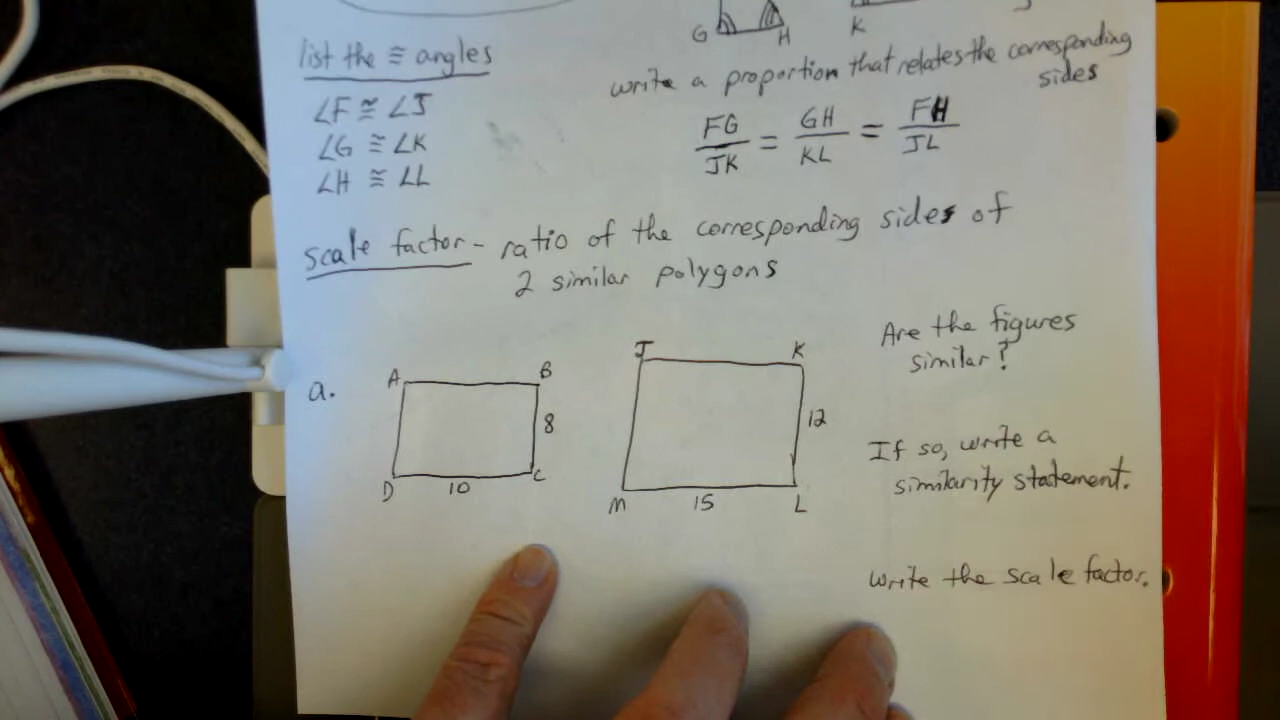 G H K
list the ≅ angles
write a proportion that relates the corresponding
sides
∠F ≅ ∠J
∠G ≅ ∠K
∠H ≅ ∠L
FG/JK = GH/KL = FH/JL
scale factor - ratio of the corresponding sides of
2 similar polygons
Are the figures
similar?
a.
A B
8
D 10 C
J K
12
M 15 L
If so, write a
similarity statement.
write the scale factor.